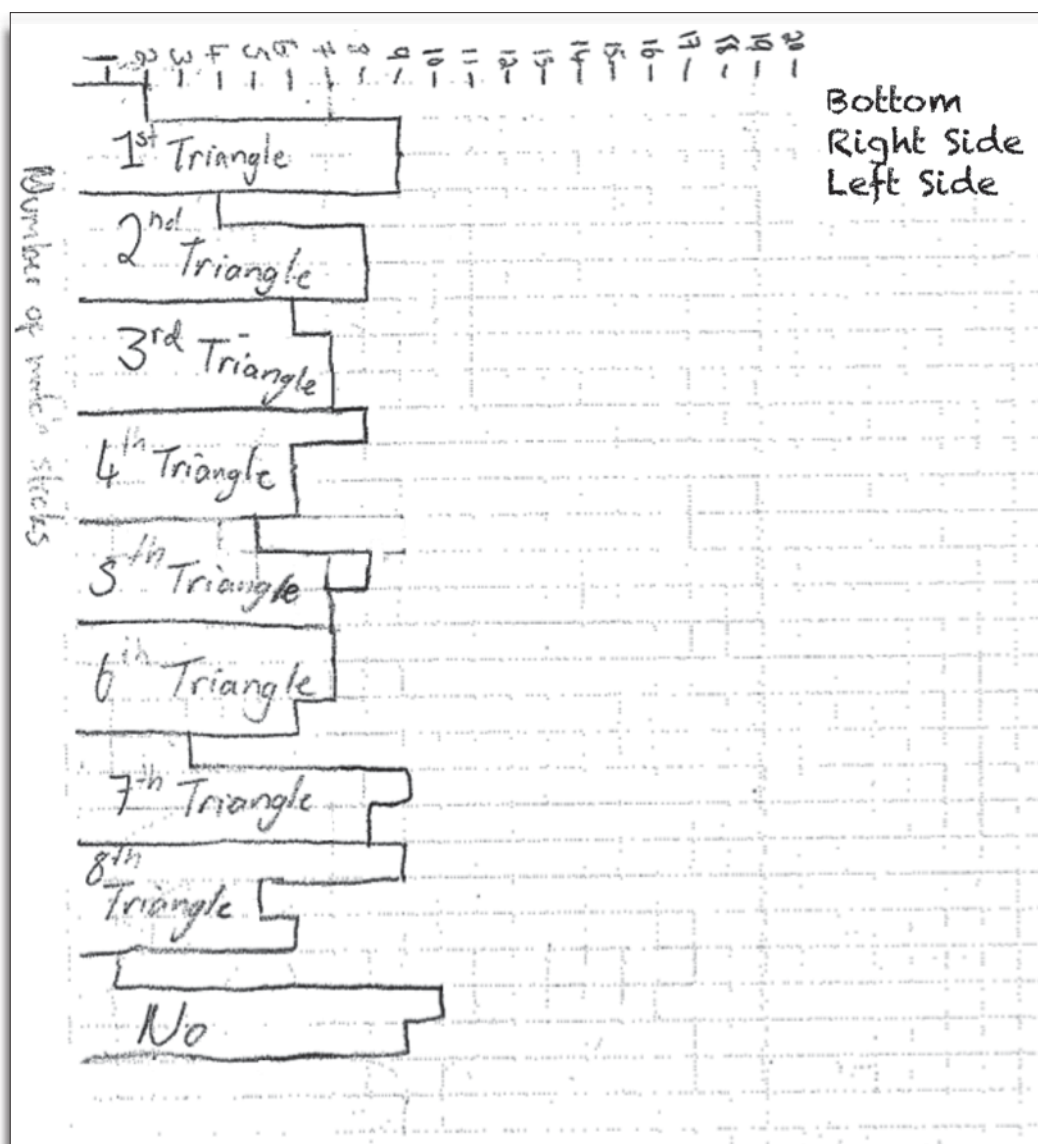 1 2 3 4 5 6 7 8 9 10 11 12 13 14 15 16 17 18 19 20
Bottom
Right Side
Left Side
Number of match sticks
1st Triangle
2nd Triangle
3rd Triangle
4th Triangle
5th Triangle
6th Triangle
7th Triangle
8th
Triangle
No